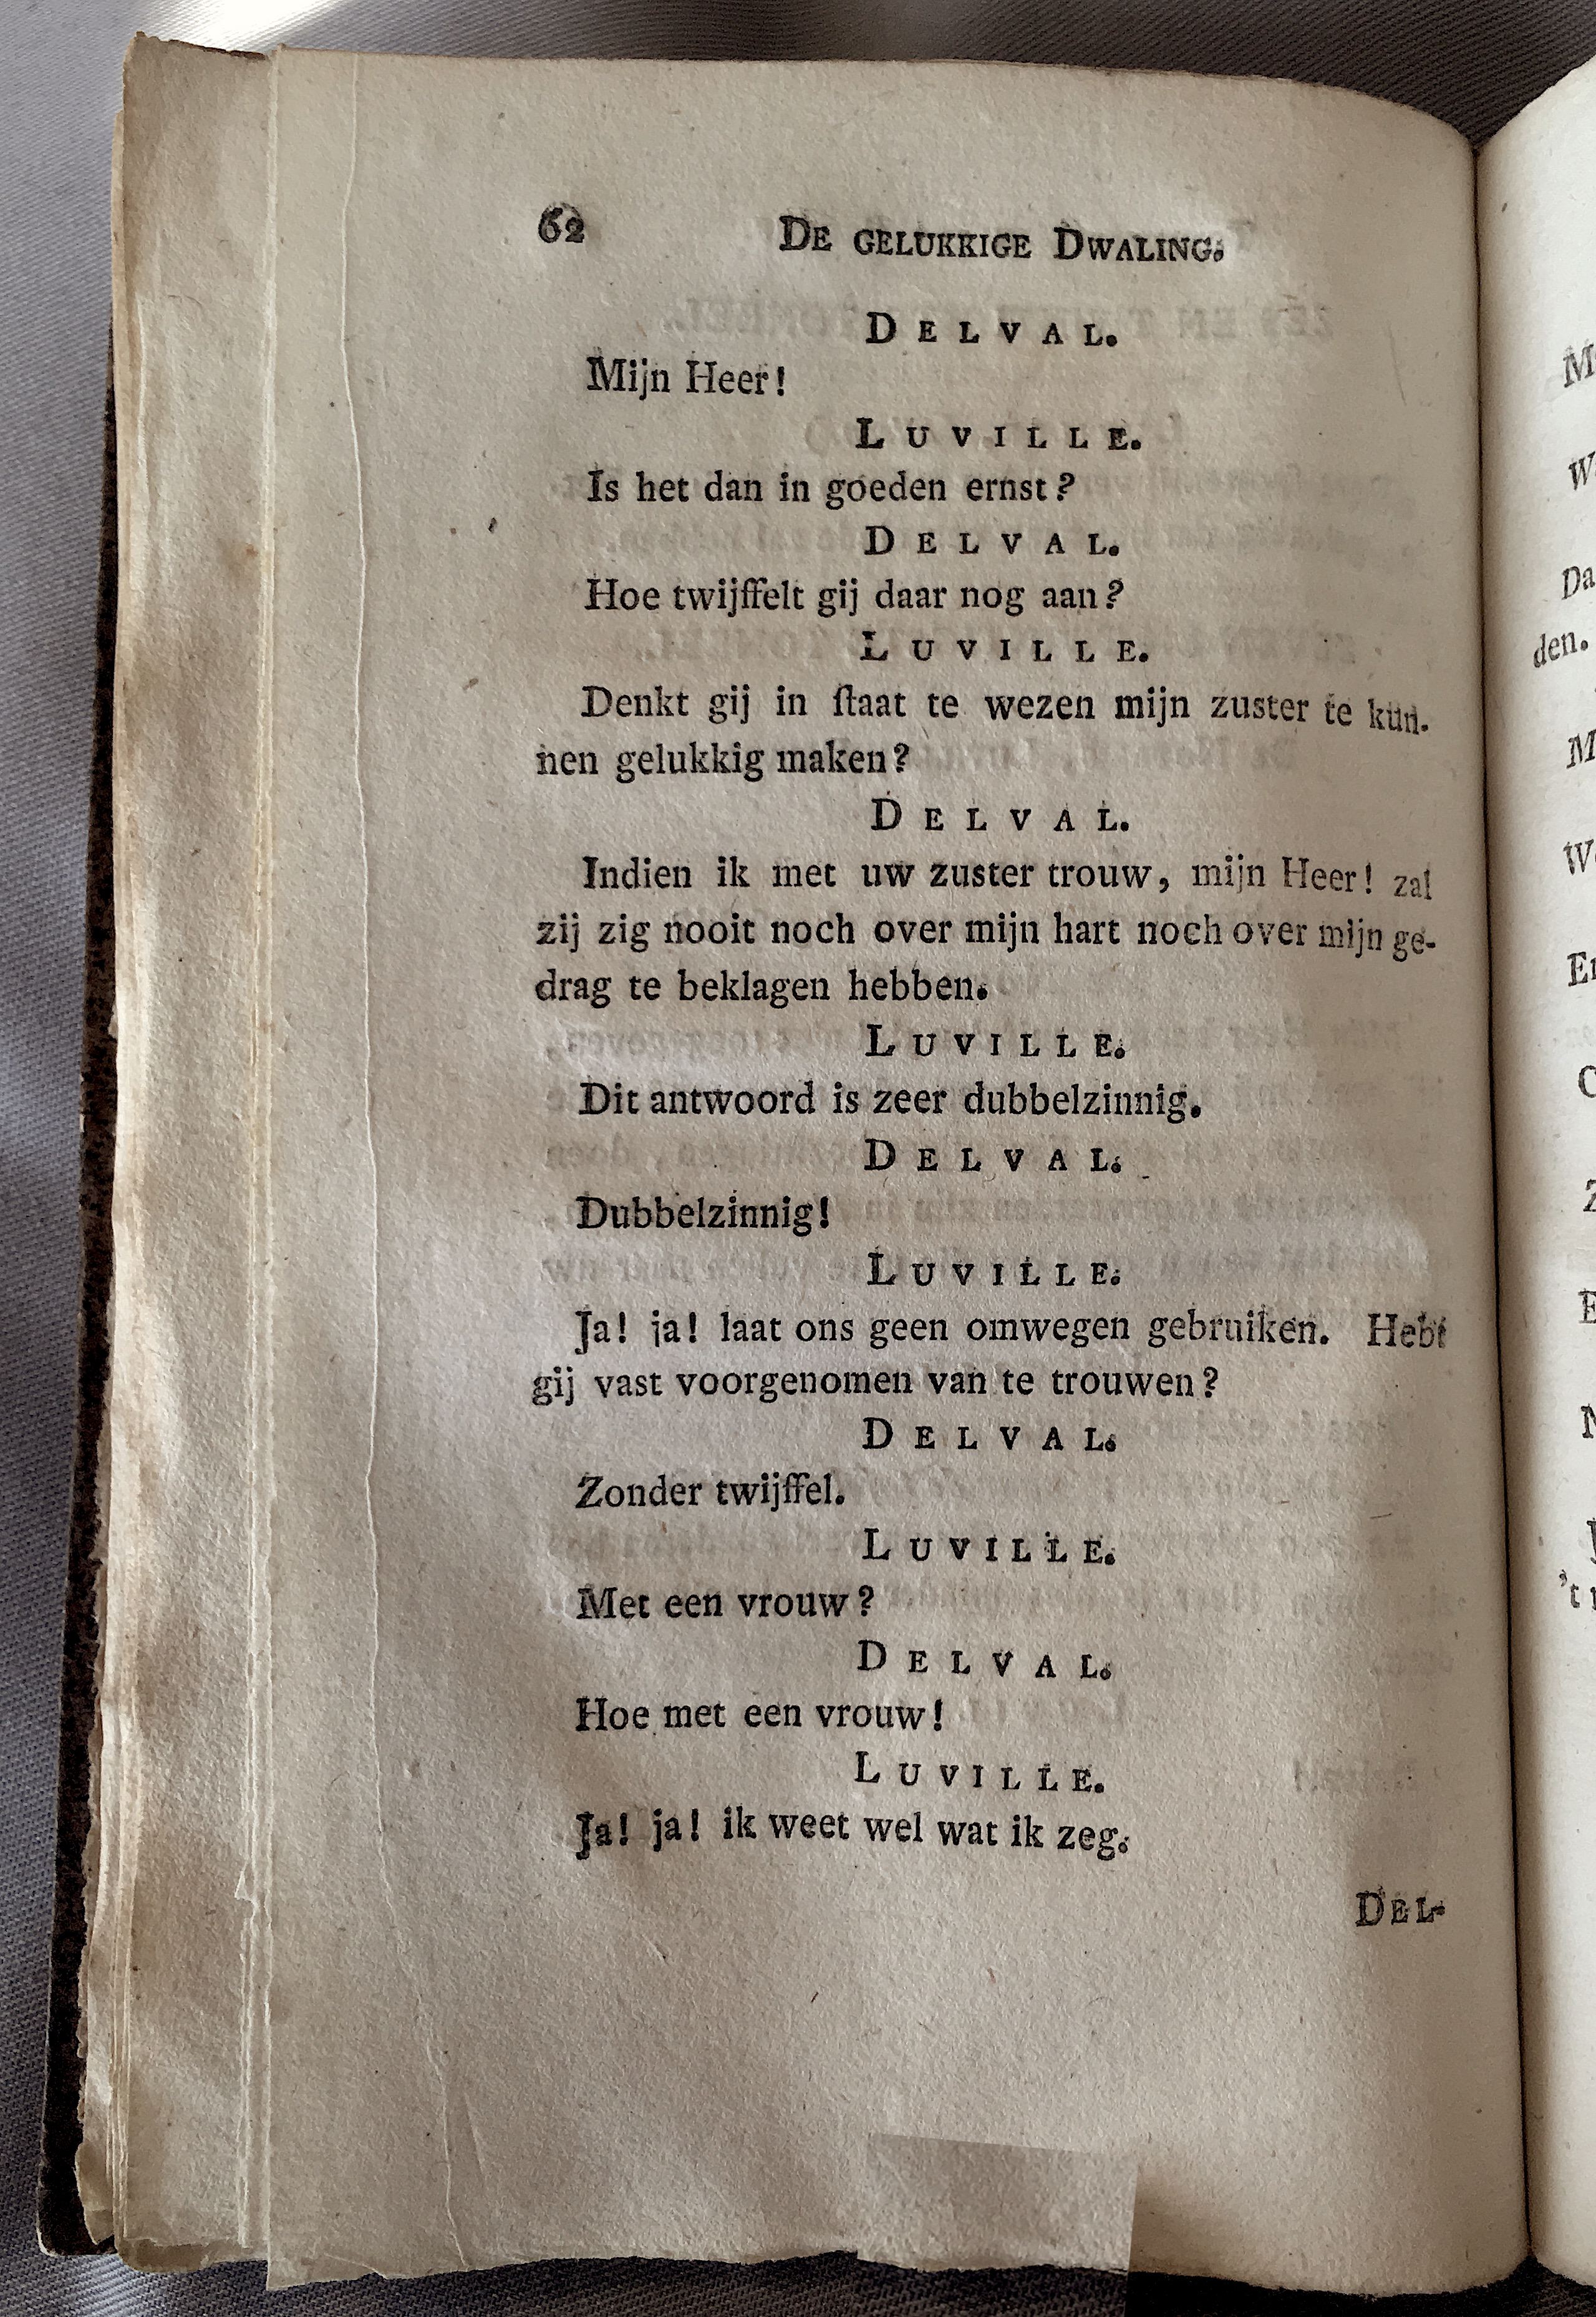 62 De gelukkige Dwaling.
Delval.
Mijn Heer!
Luville.
Is het dan in goeden ernst?
Delval.
Hoe twijffelt gij daar nog aan?
Luville.
Denkt gij in ſtaat te wezen mijn zuster te kun-
nen gelukkig maken?
Delval.
Indien ik met uw zuster trouw, mijn Heer! zal
zij zig nooit noch over mijn hart noch over mijn ge-
drag te beklagen hebben.
Luville.
Dit antwoord is zeer dubbelzinnig.
Delval.
Dubbelzinnig!
Luville.
Ja! ja! laat ons geen omwegen gebruiken. Hebt
gij vast voorgenomen van te trouwen?
Delval.
Zonder twijffel.
Luville.
Met een vrouw?
Delval.
Hoe met een vrouw!
Luville.
Ja! ja! ik weet wel wat ik zeg.
Del-
den.
't